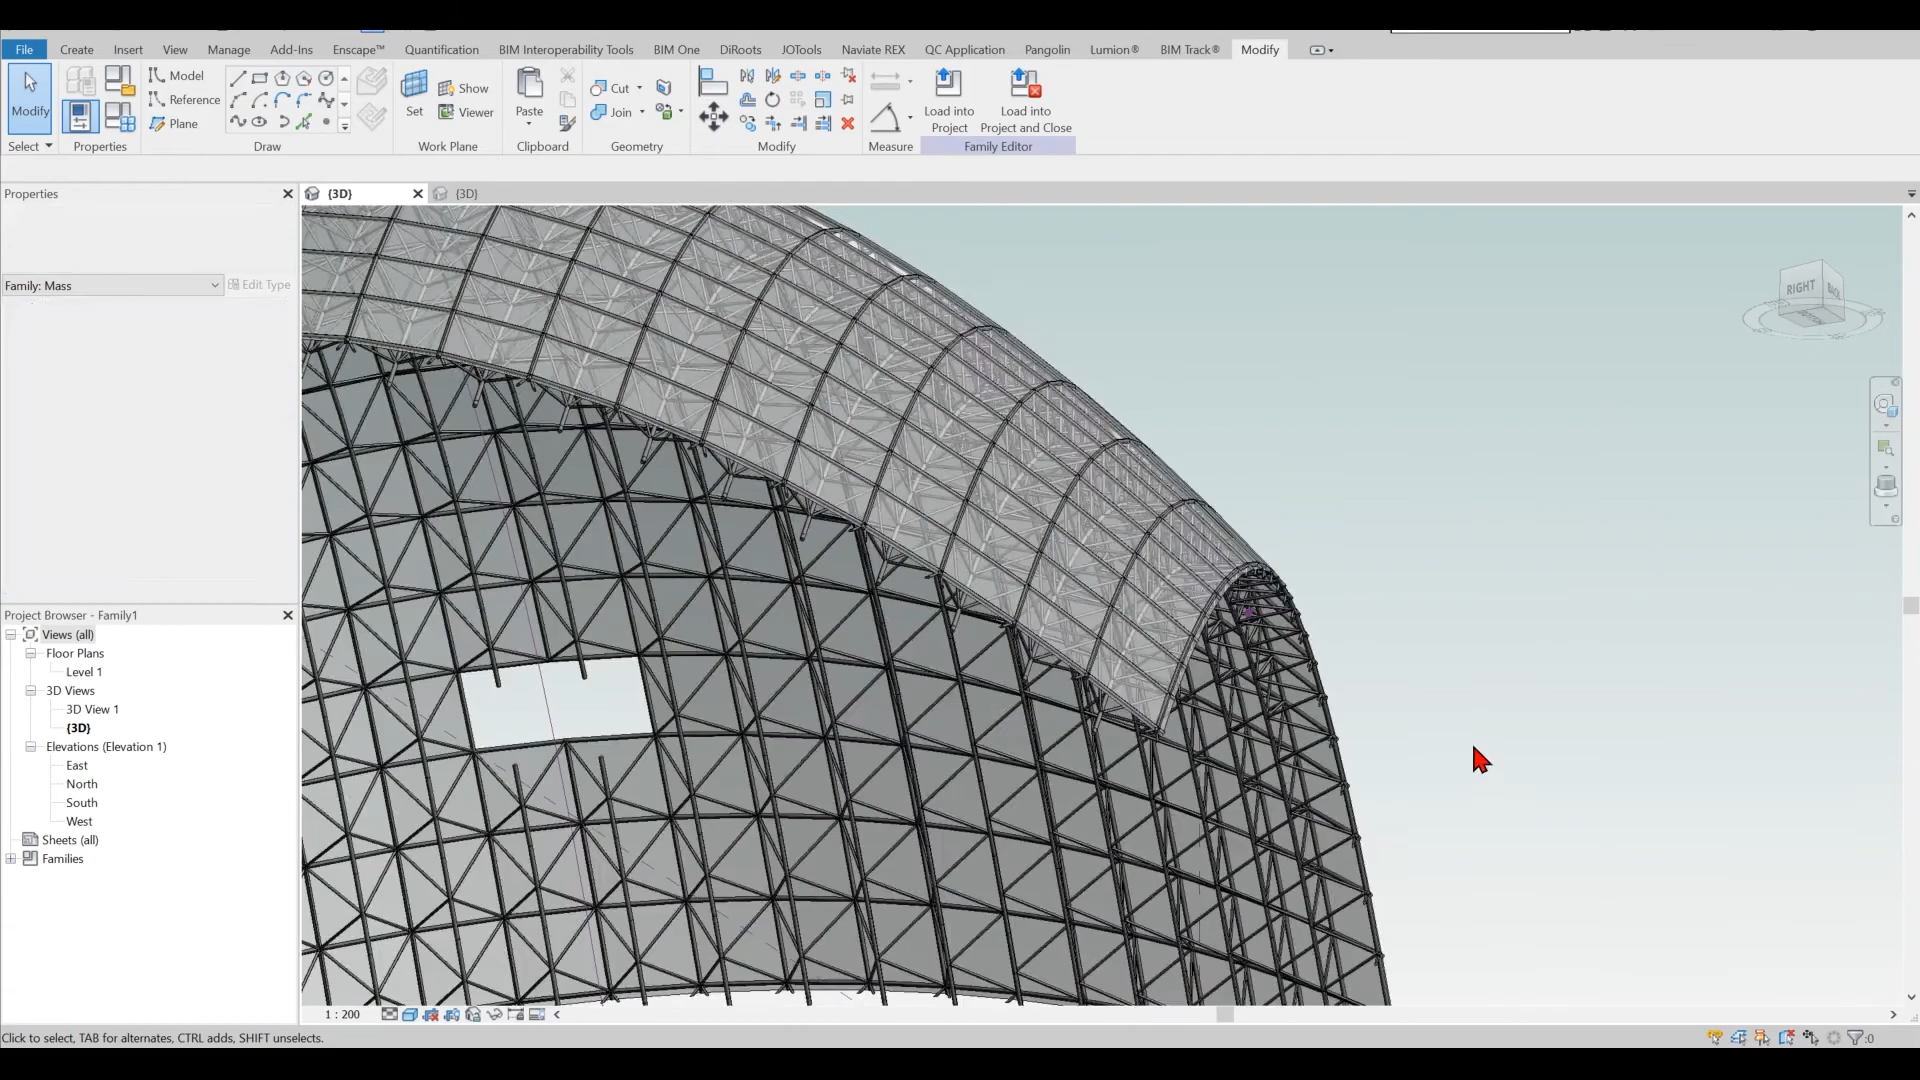 File Create Insert View Manage Add-Ins Enscape™ Quantification BIM Interoperability Tools BIM One DiRoots JOTools Naviate REX QC Application Pangolin Lumion® BIM Track® Modify
Modify
Model
Reference
Plane
Set
Show
Viewer
Paste
Cut
Join
Load into
Project
Load into
Project and Close
Select Properties Draw Work Plane Clipboard Geometry Modify Measure Family Editor
Properties
{3D}
{3D}
Family: Mass
Edit Type
RIGHT
BACK
Project Browser - Family1
Views (all)
Floor Plans
Level 1
3D Views
3D View 1
{3D}
Elevations (Elevation 1)
East
North
South
West
Sheets (all)
Families
1 : 200
Click to select, TAB for alternates, CTRL adds, SHIFT unselects.
:0